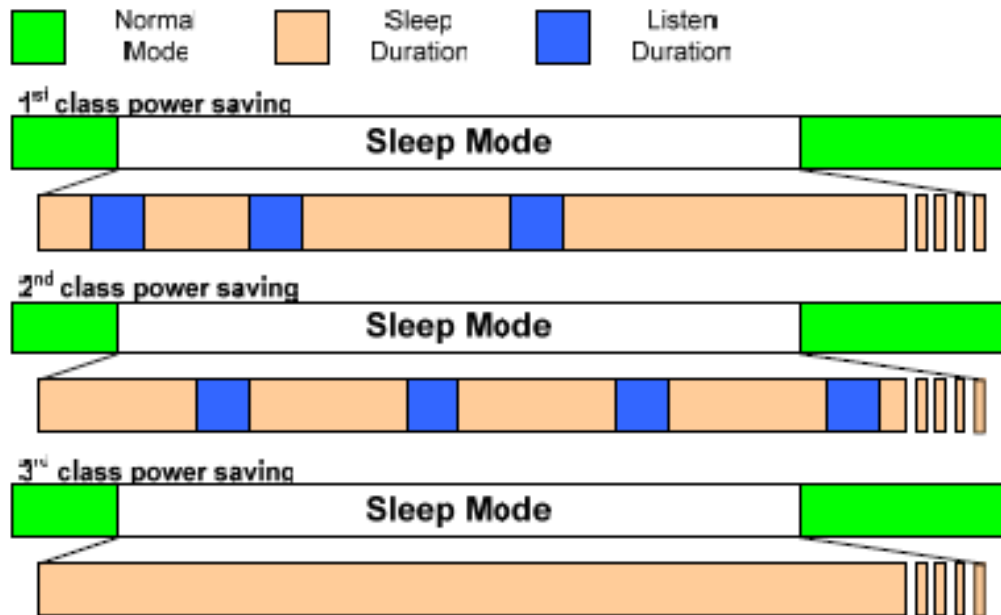 Normal Mode
Sleep Duration
Listen Duration
1st class power saving
Sleep Mode
2nd class power saving
Sleep Mode
3rd class power saving
Sleep Mode